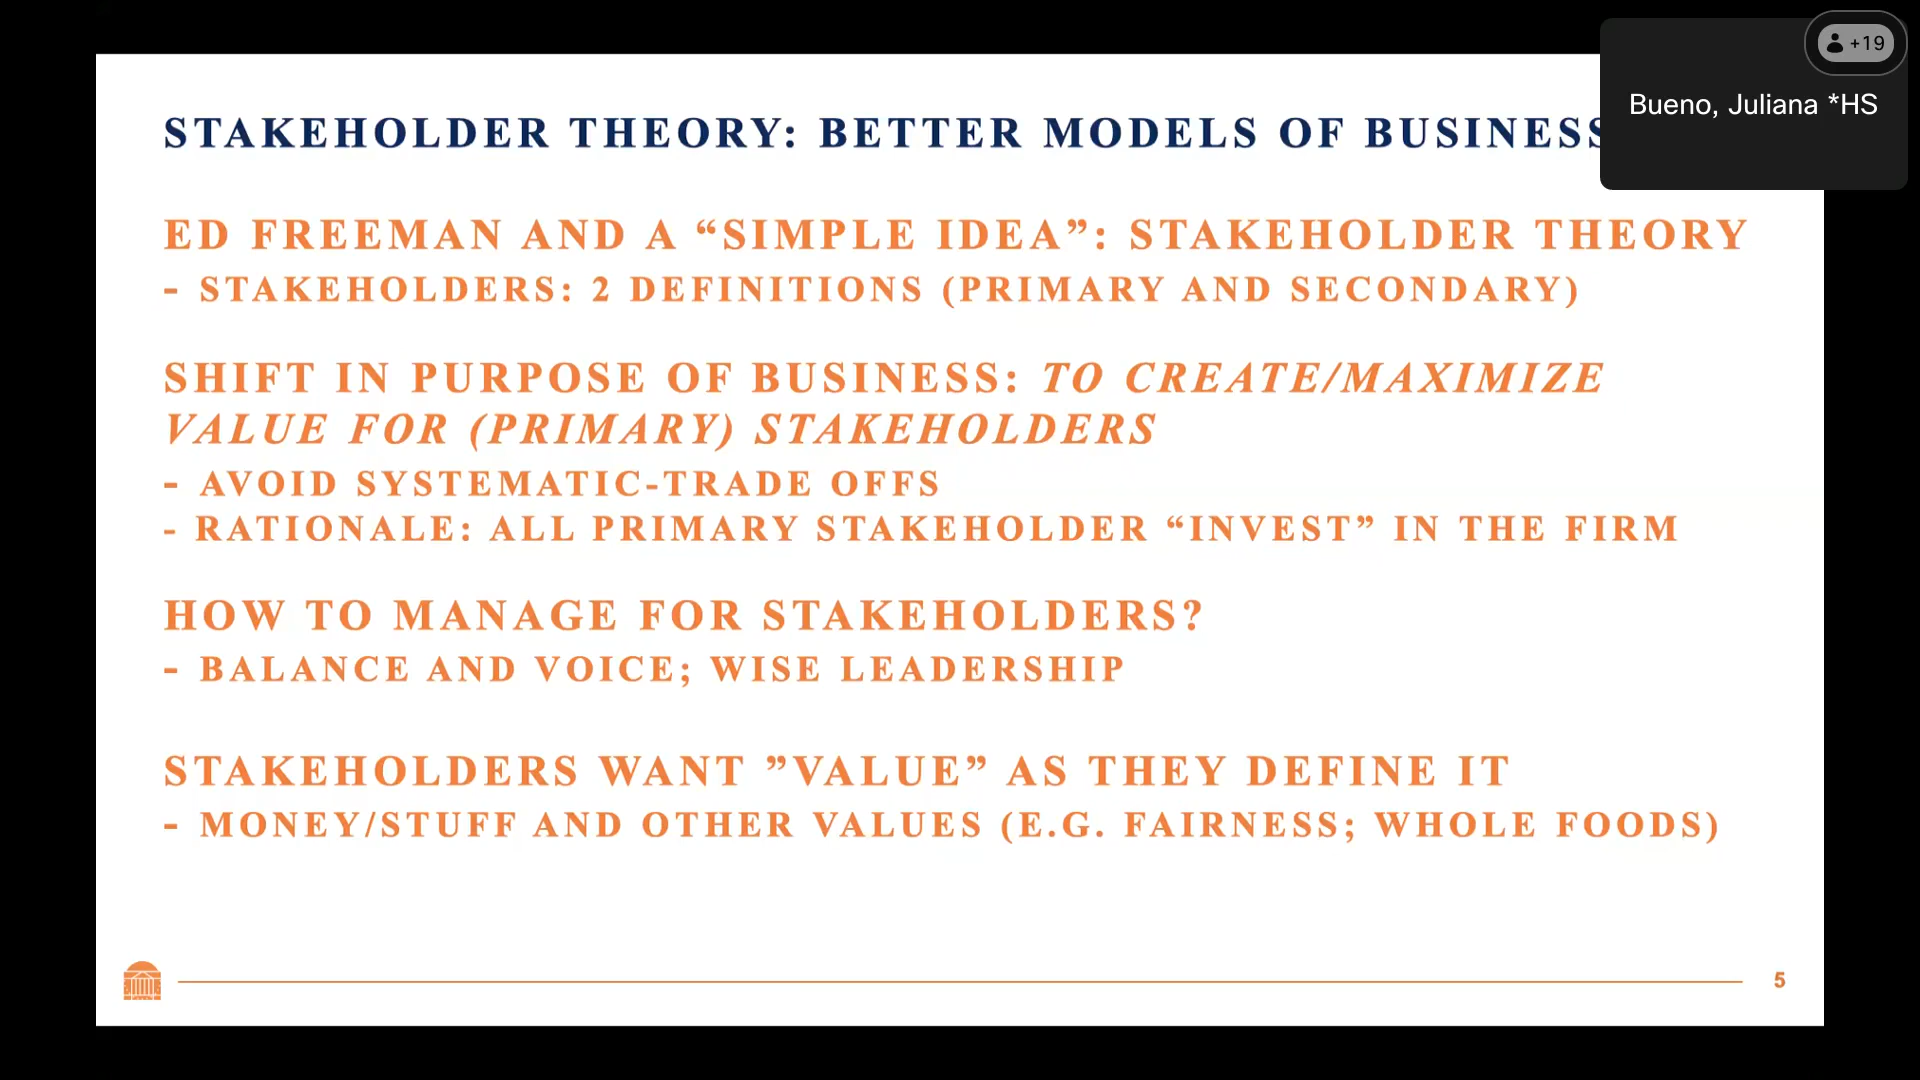 +19
Bueno, Juliana *HS
STAKEHOLDER THEORY: BETTER MODELS OF BUSINESS
ED FREEMAN AND A “SIMPLE IDEA”: STAKEHOLDER THEORY
- STAKEHOLDERS: 2 DEFINITIONS (PRIMARY AND SECONDARY)
SHIFT IN PURPOSE OF BUSINESS: TO CREATE/MAXIMIZE
VALUE FOR (PRIMARY) STAKEHOLDERS
- AVOID SYSTEMATIC-TRADE OFFS
- RATIONALE: ALL PRIMARY STAKEHOLDER “INVEST” IN THE FIRM
HOW TO MANAGE FOR STAKEHOLDERS?
- BALANCE AND VOICE; WISE LEADERSHIP
STAKEHOLDERS WANT ”VALUE” AS THEY DEFINE IT
- MONEY/STUFF AND OTHER VALUES (E.G. FAIRNESS; WHOLE FOODS)
5